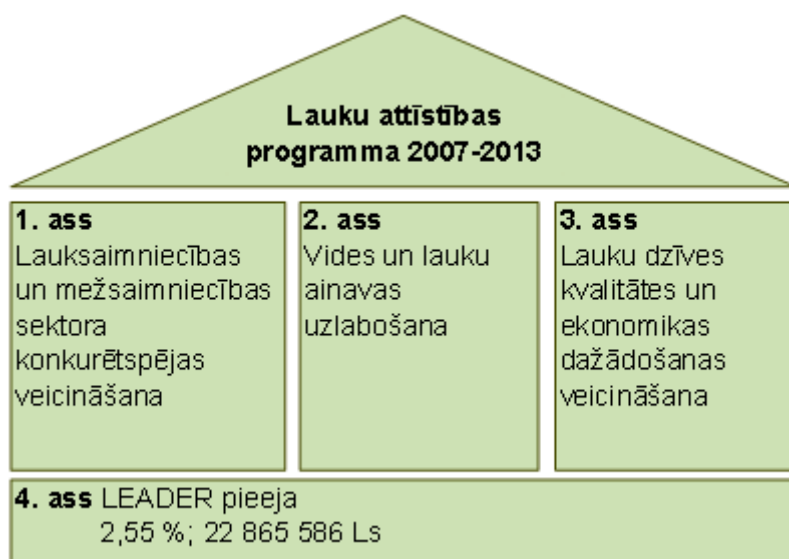 Lauku attīstības
programma 2007-2013
1. ass
Lauksaimniecības
un mežsaimniecības
sektora
konkurētspējas
veicināšana
2. ass
Vides un lauku
ainavas
uzlabošana
3. ass
Lauku dzīves
kvalitātes un
ekonomikas
dažādošanas
veicināšana
4. ass LEADER pieeja
2,55 %; 22 865 586 Ls